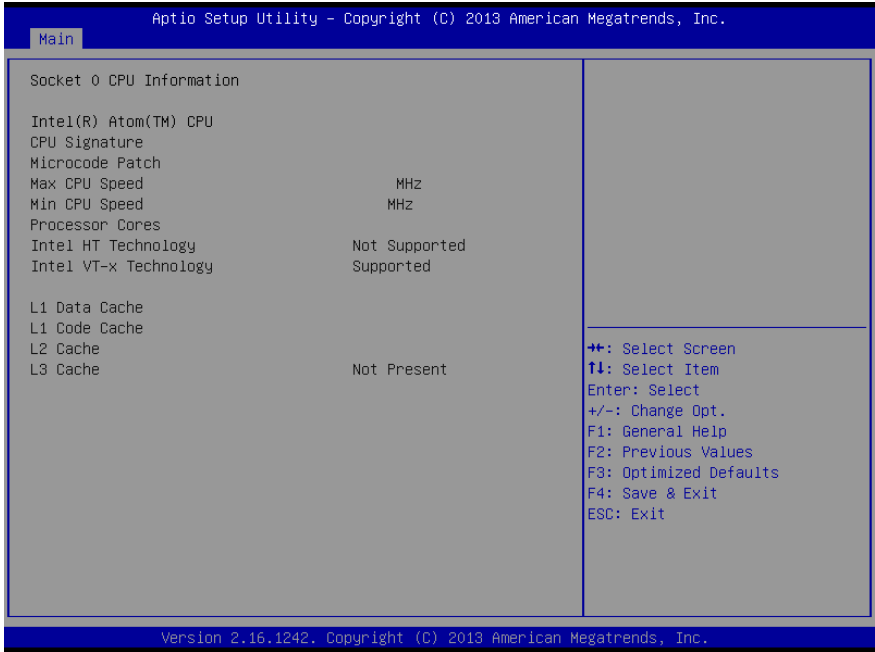 Aptio Setup Utility – Copyright (C) 2013 American Megatrends, Inc.
Main
Socket 0 CPU Information
Intel(R) Atom(TM) CPU
CPU Signature
Microcode Patch
Max CPU Speed MHz
Min CPU Speed MHz
Processor Cores
Intel HT Technology Not Supported
Intel VT-x Technology Supported
L1 Data Cache
L1 Code Cache
L2 Cache
L3 Cache Not Present
→←: Select Screen
↑↓: Select Item
Enter: Select
+/-: Change Opt.
F1: General Help
F2: Previous Values
F3: Optimized Defaults
F4: Save & Exit
ESC: Exit
Version 2.16.1242. Copyright (C) 2013 American Megatrends, Inc.